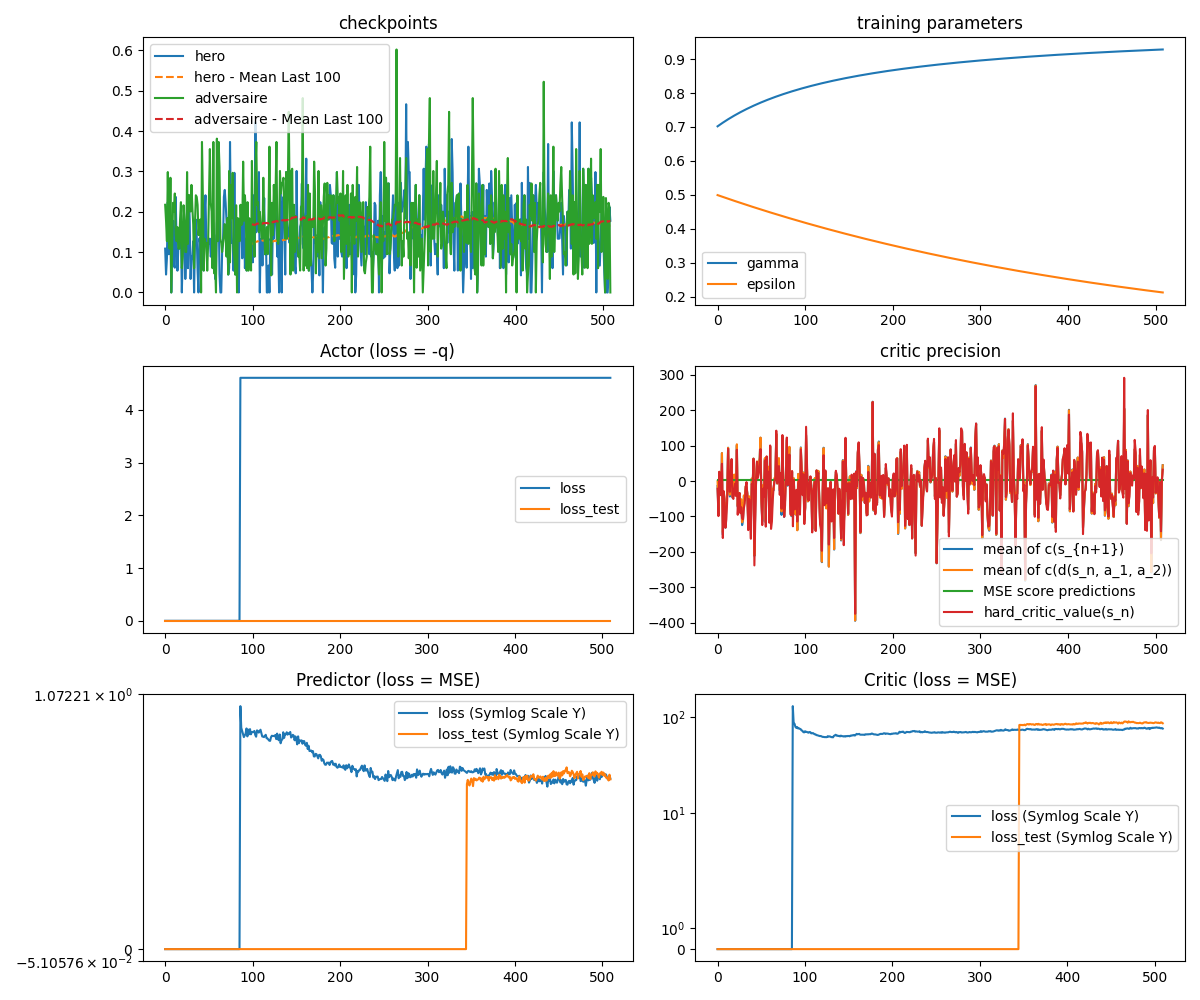 checkpoints
hero
hero - Mean Last 100
adversaire
adversaire - Mean Last 100
0.6
0.5
0.4
0.3
0.2
0.1
0.0
0 100 200 300 400 500
training parameters
0.9
0.8
0.7
0.6
0.5
0.4
0.3
0.2
gamma
epsilon
0 100 200 300 400 500
Actor (loss = -q)
4
3
2
1
0
loss
loss_test
0 100 200 300 400 500
critic precision
300
200
100
0
−100
−200
−300
−400
mean of c(s_{n+1})
mean of c(d(s_n, a_1, a_2))
MSE score predictions
hard_critic_value(s_n)
0 100 200 300 400 500
Predictor (loss = MSE)
1.07221 × 10⁰
0
−5.10576 × 10⁻²
loss (Symlog Scale Y)
loss_test (Symlog Scale Y)
0 100 200 300 400 500
Critic (loss = MSE)
10²
10¹
10⁰
0
loss (Symlog Scale Y)
loss_test (Symlog Scale Y)
0 100 200 300 400 500